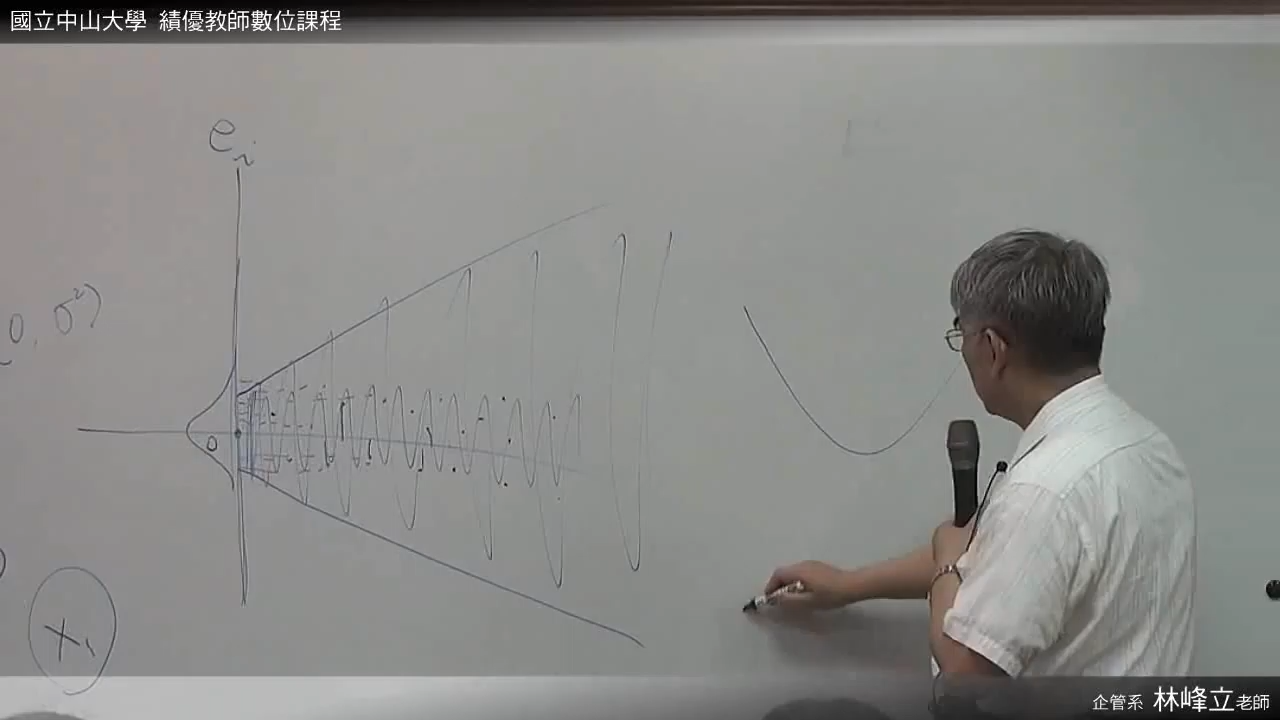 國立中山大學 績優教師數位課程
e_i
0, σ²)
0
X₁
企管系 林峰立老師